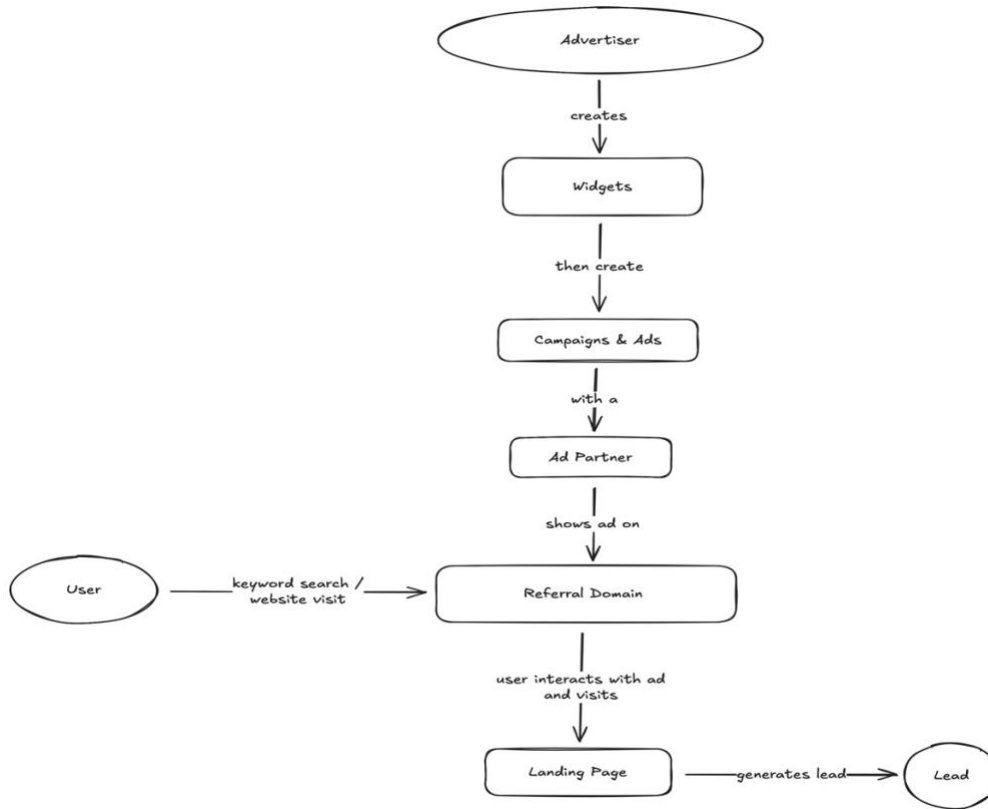 Advertiser
creates
Widgets
then create
Campaigns & Ads
with a
Ad Partner
shows ad on
User
keyword search /
website visit
Referral Domain
user interacts with ad
and visits
Landing Page
generates lead
Lead